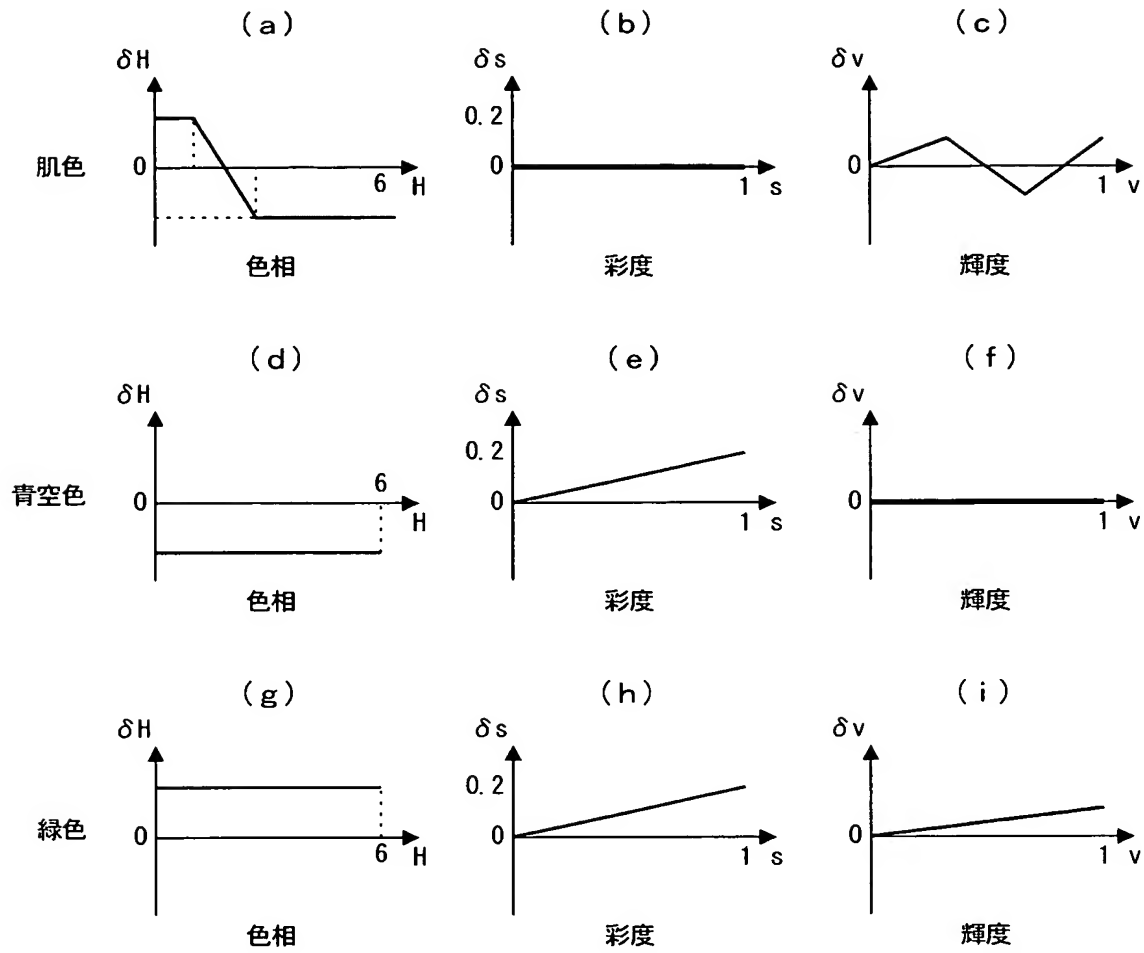 (a) (b) (c)
δH δs δv
0.2
肌色 0 6 H 0 1 s 0 1 v
色相 彩度 輝度
(d) (e) (f)
δH δs δv
0.2
青空色 0 6 H 0 1 s 0 1 v
色相 彩度 輝度
(g) (h) (i)
δH δs δv
0.2
緑色 0 6 H 0 1 s 0 1 v
色相 彩度 輝度